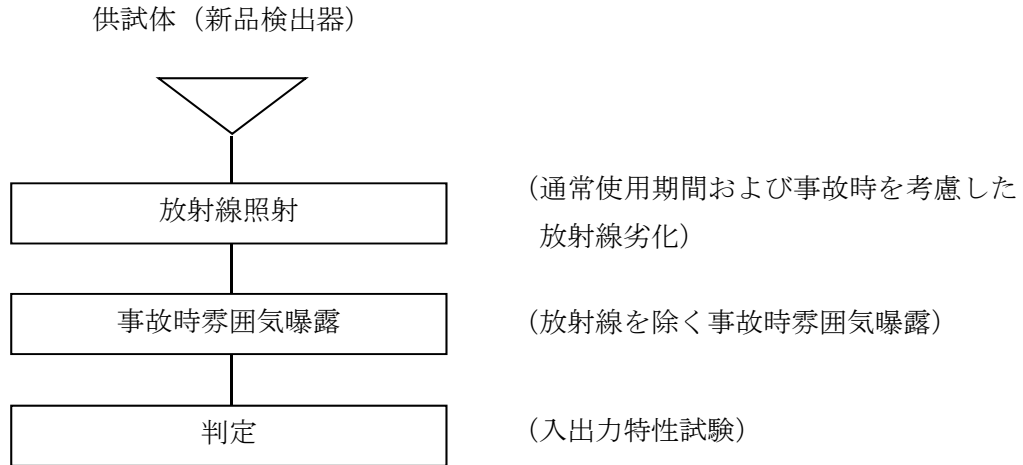 供試体（新品検出器）
放射線照射
（通常使用期間および事故時を考慮した
放射線劣化）
事故時雰囲気曝露
（放射線を除く事故時雰囲気曝露）
判定
（入出力特性試験）